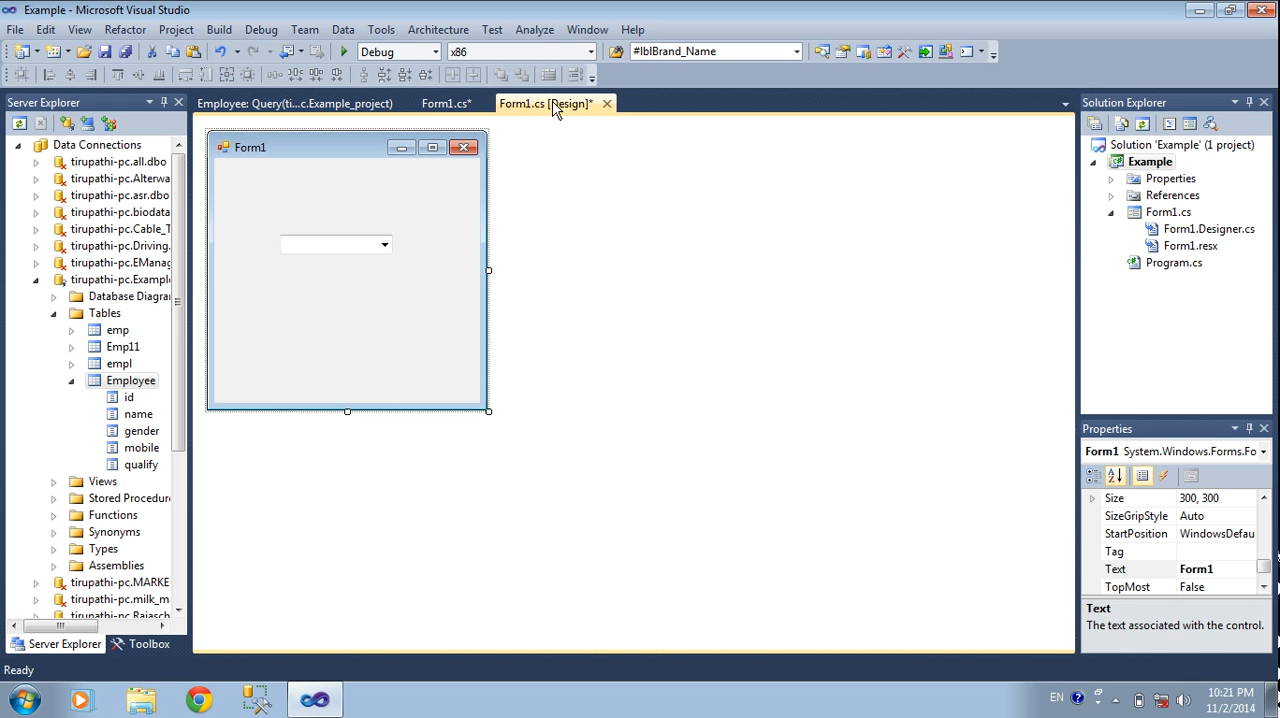 Example - Microsoft Visual Studio
File Edit View Refactor Project Build Debug Team Data Tools Architecture Test Analyze Window Help
Debug x86 #lblBrand_Name
Server Explorer
Employee: Query(ti...c.Example_project) Form1.cs* Form1.cs [Design]*
Solution Explorer
Data Connections
tirupathi-pc.all.dbo
tirupathi-pc.Alterwa
tirupathi-pc.asr.dbo
tirupathi-pc.biodata
tirupathi-pc.Cable_T
tirupathi-pc.Driving.
tirupathi-pc.EManag
tirupathi-pc.Exampl
Database Diagra
Tables
emp
Emp11
empl
Employee
id
name
gender
mobile
qualify
Views
Stored Procedure
Functions
Synonyms
Types
Assemblies
tirupathi-pc.MARKE
tirupathi-pc.milk_m
tirupathi-pc.Rajasch
Server Explorer Toolbox
Form1
Solution 'Example' (1 project)
Example
Properties
References
Form1.cs
Form1.Designer.cs
Form1.resx
Program.cs
Properties
Form1 System.Windows.Forms.Fo
Size 300, 300
SizeGripStyle Auto
StartPosition WindowsDefau
Tag
Text Form1
TopMost False
Text
The text associated with the control.
Ready
EN
10:21 PM
11/2/2014